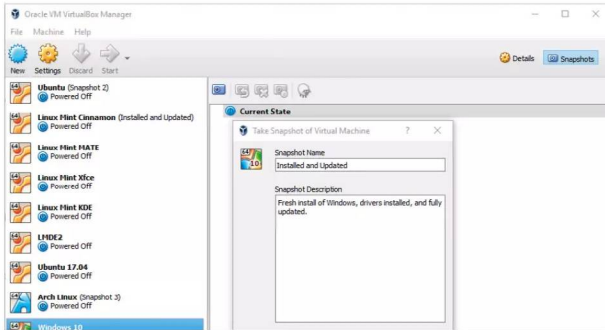 Oracle VM VirtualBox Manager
File Machine Help
New Settings Discard Start
Details Snapshots
Ubuntu (Snapshot 2)
Powered Off
Linux Mint Cinnamon (Installed and Updated)
Powered Off
Linux Mint MATE
Powered Off
Linux Mint Xfce
Powered Off
Linux Mint KDE
Powered Off
LMDE2
Powered Off
Ubuntu 17.04
Powered Off
Arch Linux (Snapshot 3)
Powered Off
Windows 10
Current State
Take Snapshot of Virtual Machine ?
Snapshot Name
Installed and Updated
Snapshot Description
Fresh install of Windows, drivers installed, and fully
updated.